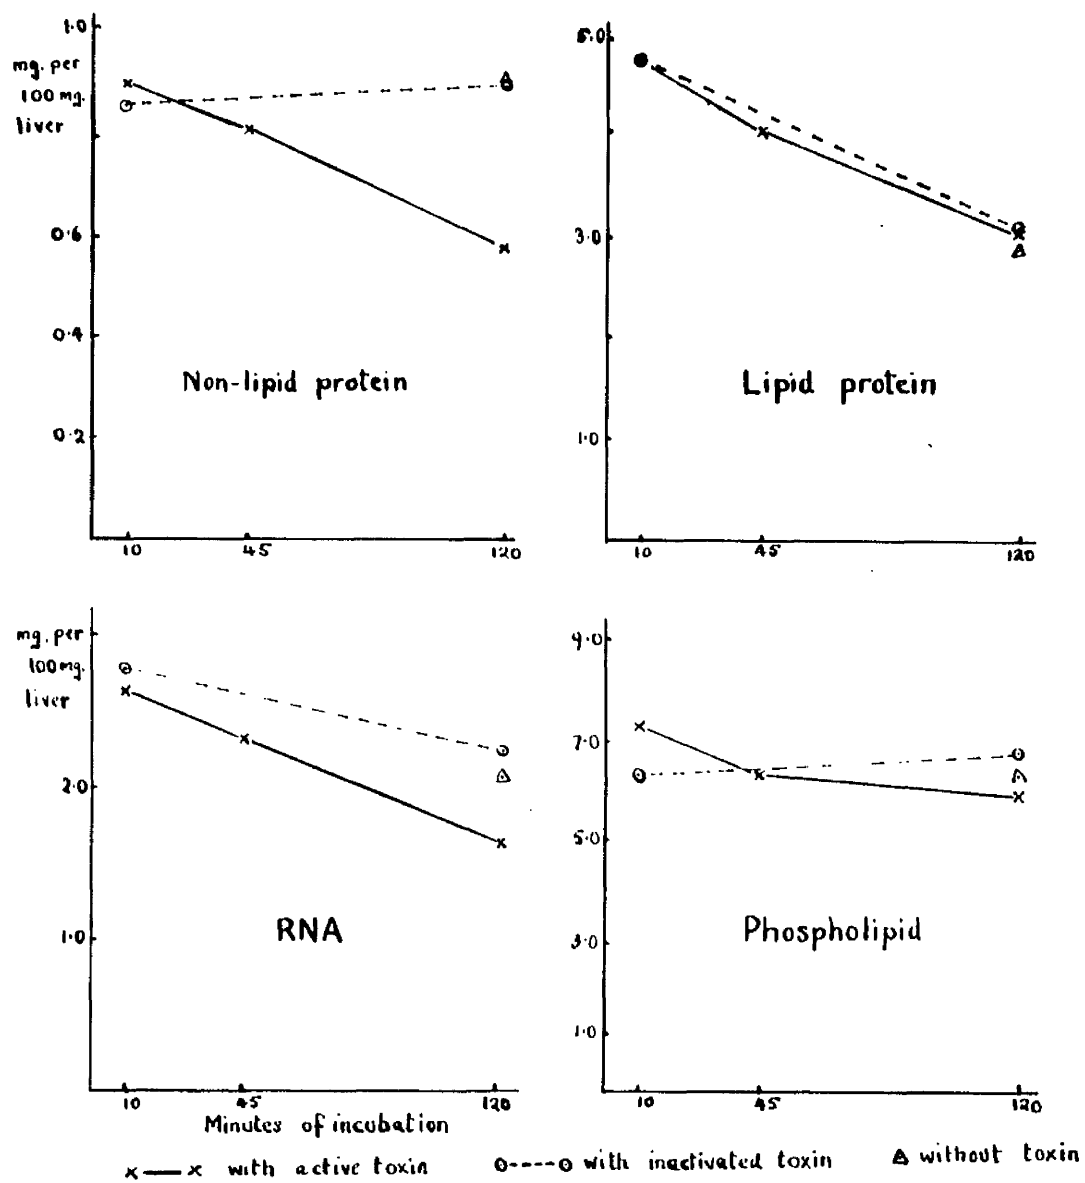 1.0
mg. per
100 mg.
liver
0.6
0.4
0.2
Non-lipid protein
10 45 120
5.0
3.0
1.0
Lipid protein
10 45 120
mg. per
100 mg.
liver
2.0
1.0
RNA
10 45 120
Minutes of incubation
9.0
7.0
5.0
3.0
1.0
Phospholipid
10 45 120
x——x with active toxin
⊙----⊙ with inactivated toxin
△ without toxin